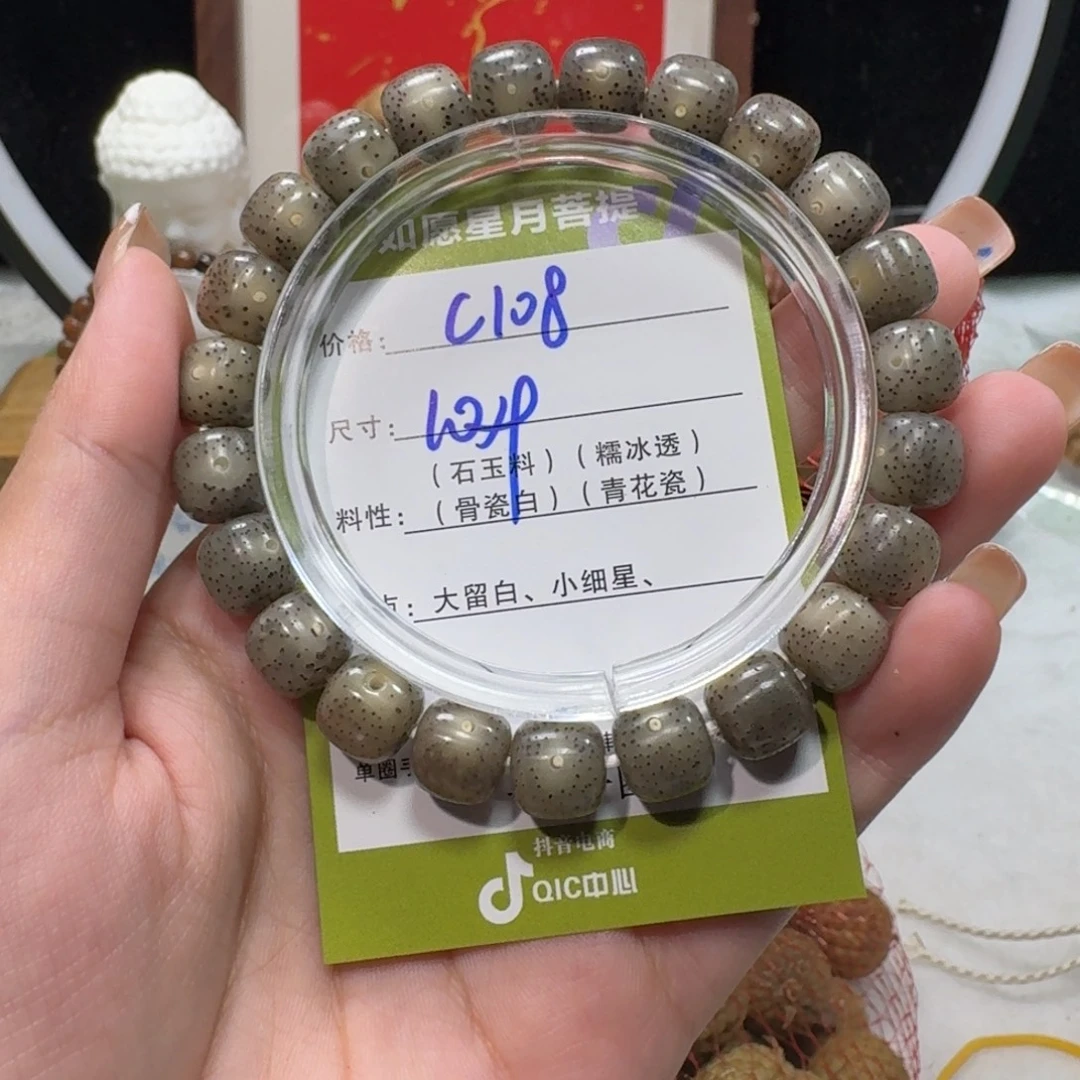 如愿星月菩提
价格: C108
尺寸:
(石玉料) (糯冰透)
料性: (骨瓷白) (青花瓷)
: 大留白、小细星、
单圈手
抖音电商
QIC中心